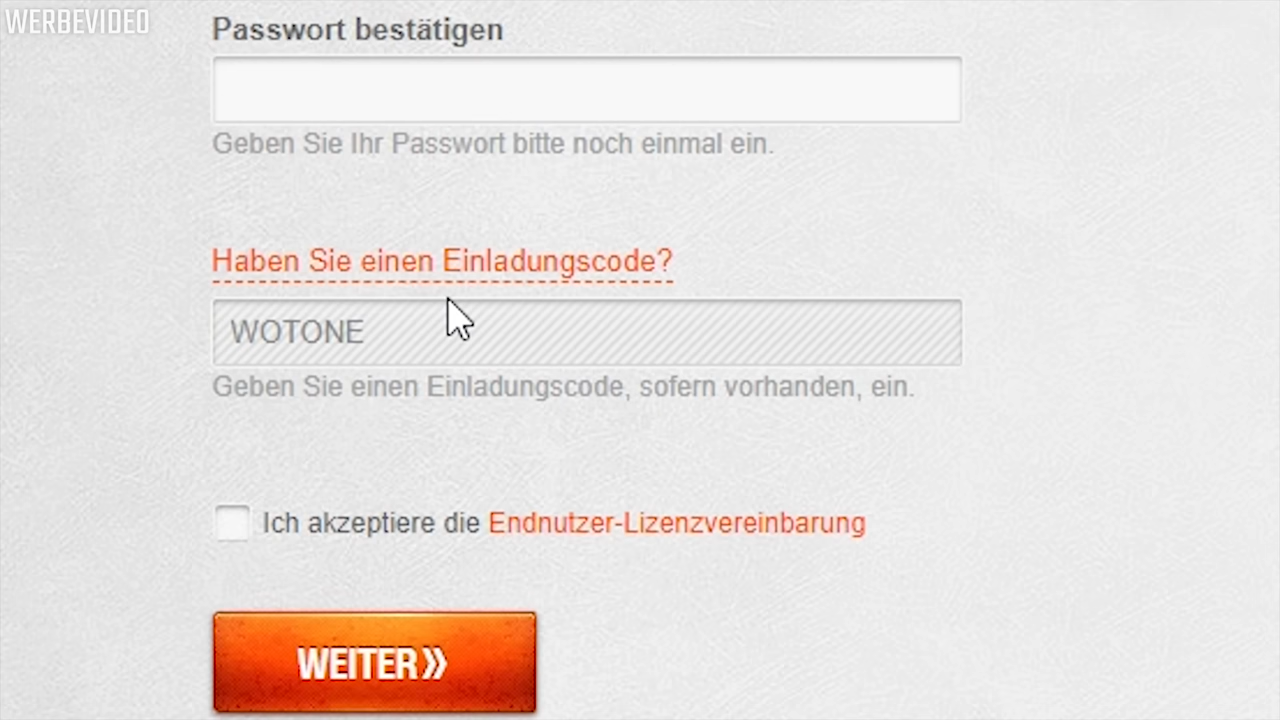 WERBEVIDEO
Passwort bestätigen
Geben Sie Ihr Passwort bitte noch einmal ein.
Haben Sie einen Einladungscode?
WOTONE
Geben Sie einen Einladungscode, sofern vorhanden, ein.
Ich akzeptiere die Endnutzer-Lizenzvereinbarung
WEITER»